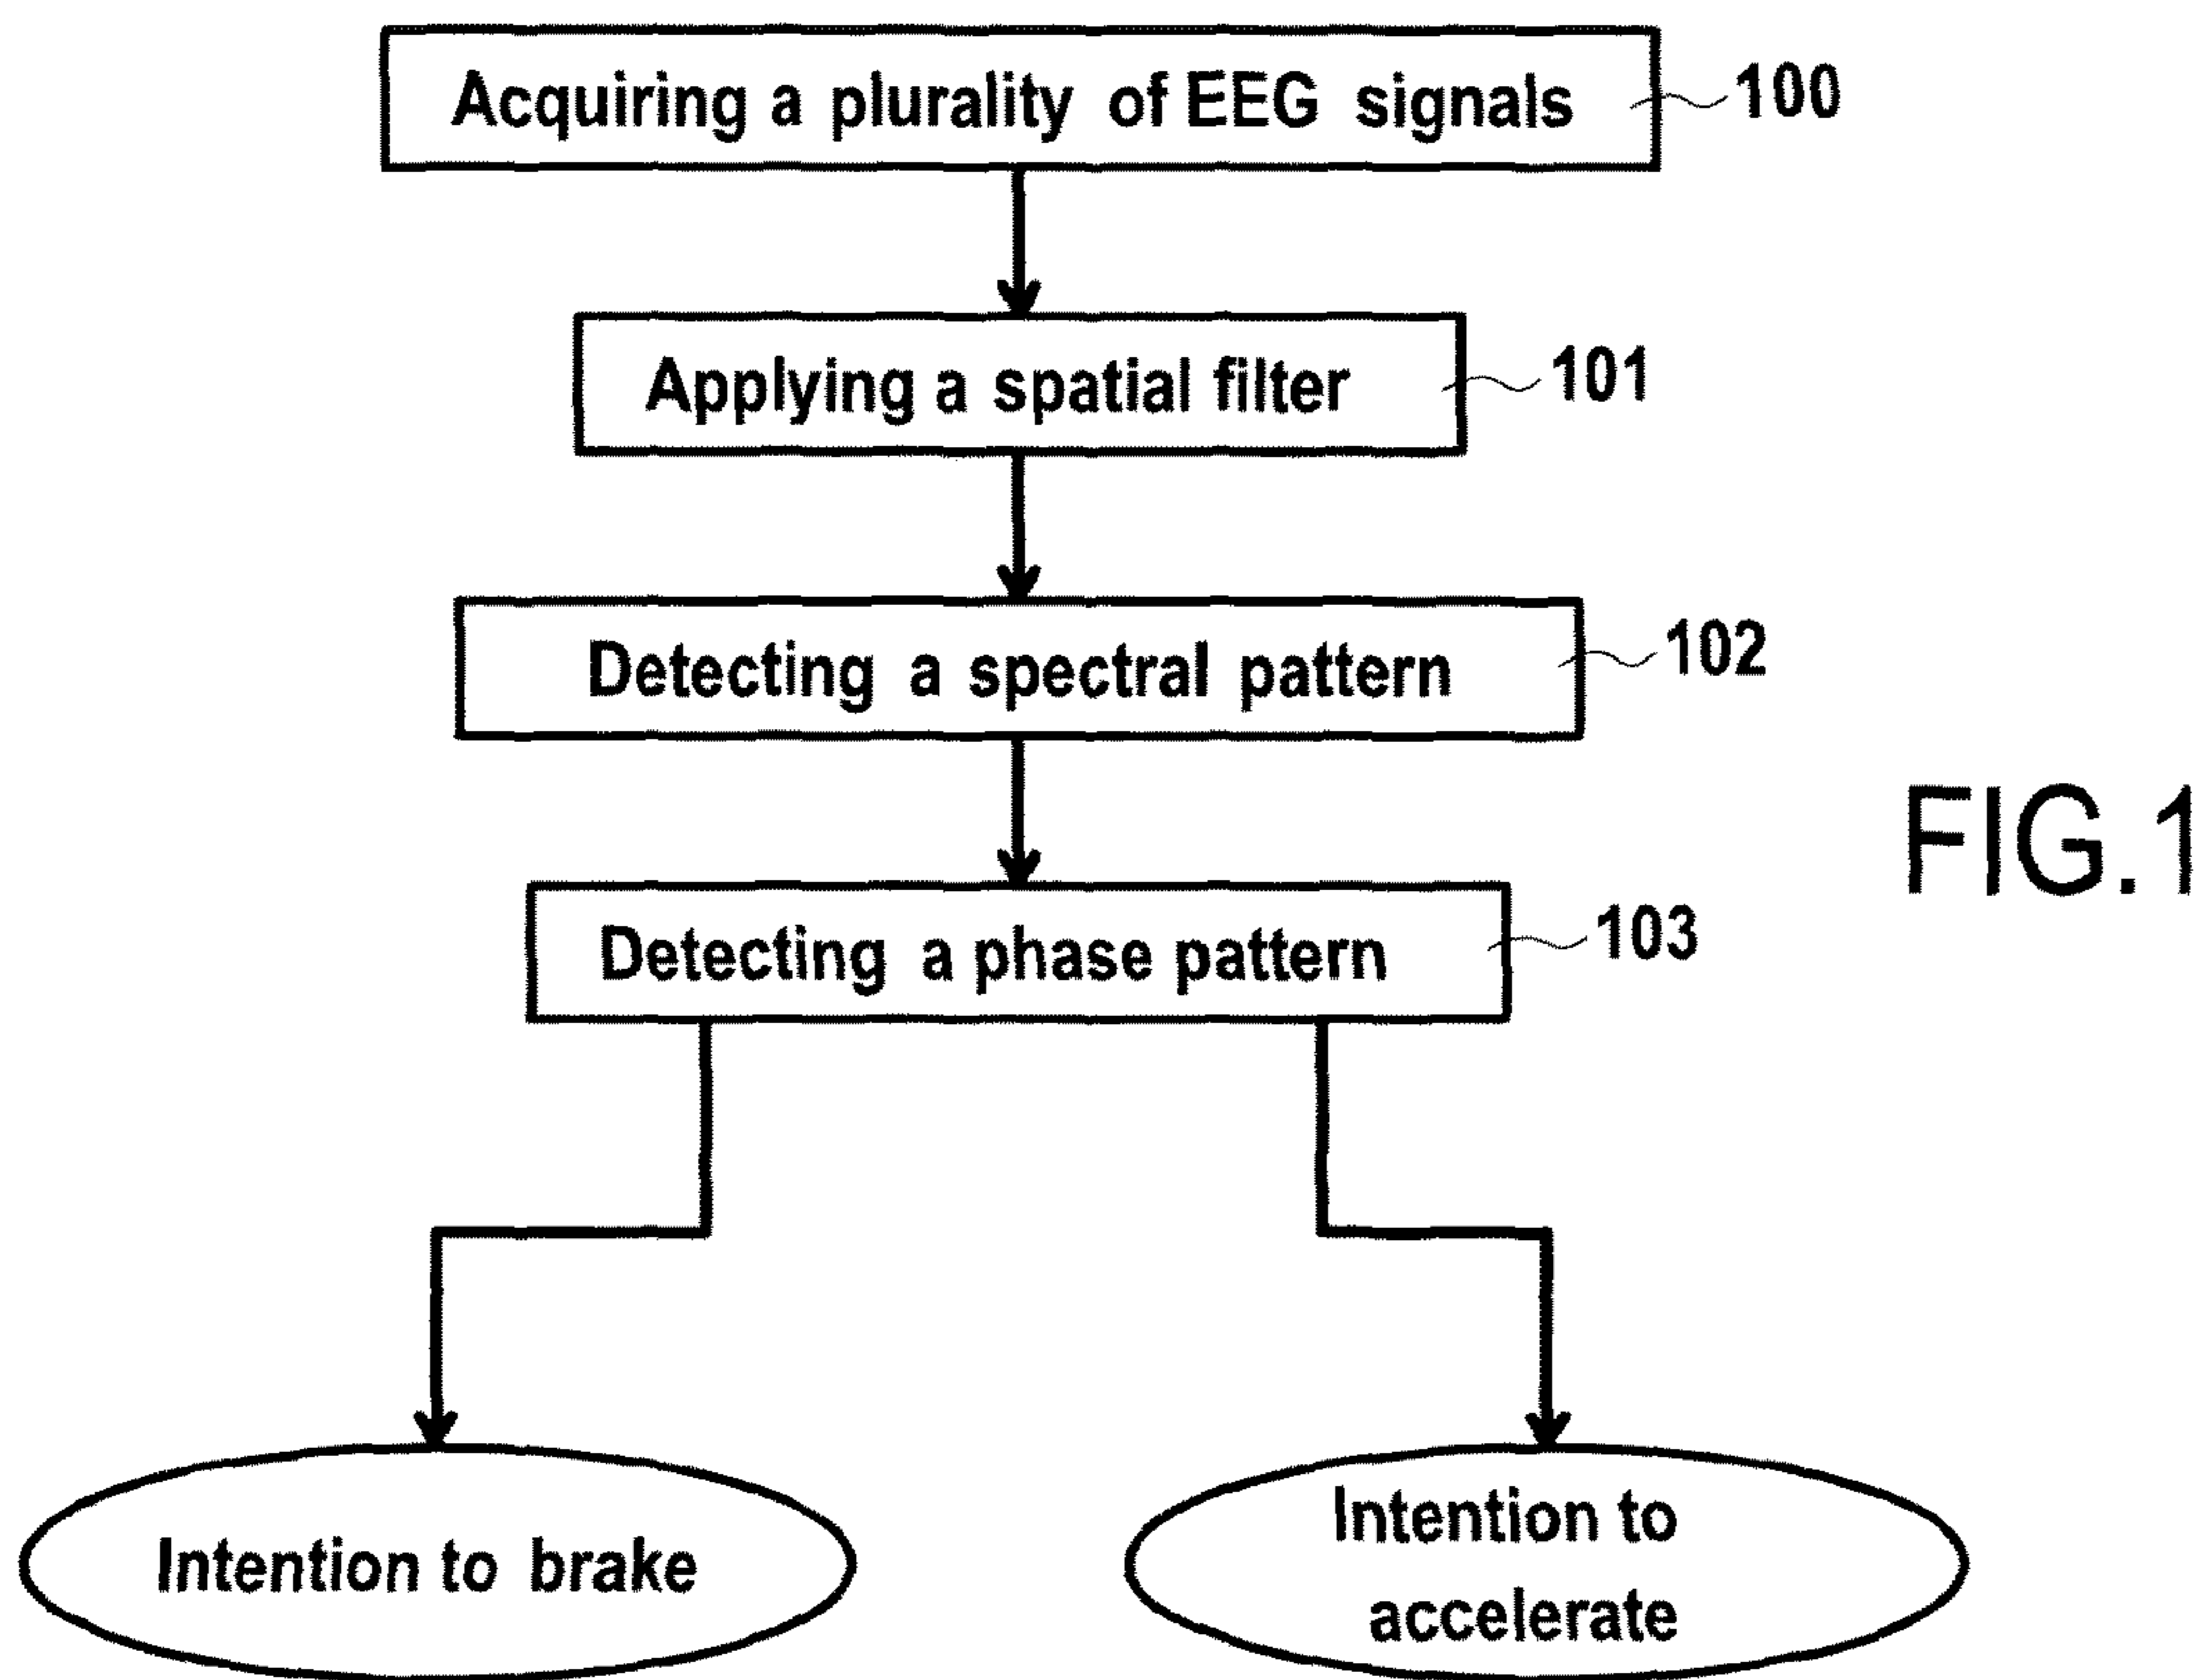 Acquiring a plurality of EEG signals
100
Applying a spatial filter
101
Detecting a spectral pattern
102
FIG.1
Detecting a phase pattern
103
Intention to brake
Intention to
accelerate